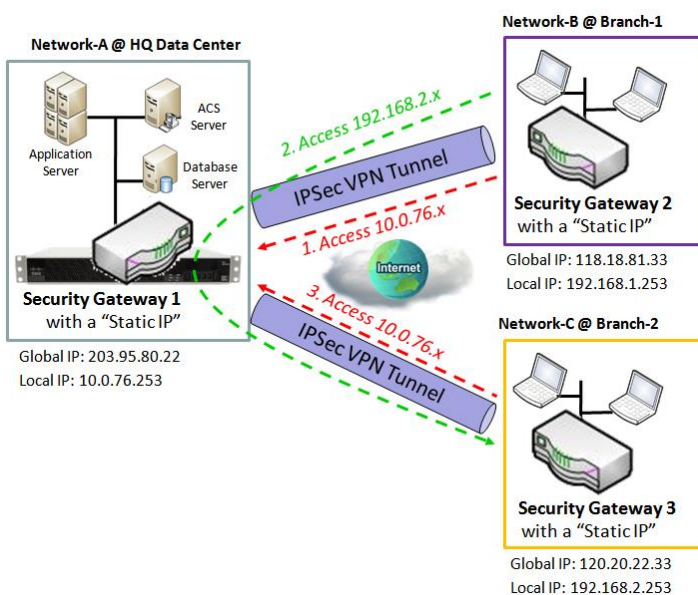 Network-A @ HQ Data Center
Application
Server
ACS
Server
Database
Server
Security Gateway 1
with a “Static IP”
Global IP: 203.95.80.22
Local IP: 10.0.76.253
2. Access 192.168.2.x
IPSec VPN Tunnel
1. Access 10.0.76.x
Internet
3. Access 10.0.76.x
IPSec VPN Tunnel
Network-B @ Branch-1
Security Gateway 2
with a “Static IP”
Global IP: 118.18.81.33
Local IP: 192.168.1.253
Network-C @ Branch-2
Security Gateway 3
with a “Static IP”
Global IP: 120.20.22.33
Local IP: 192.168.2.253